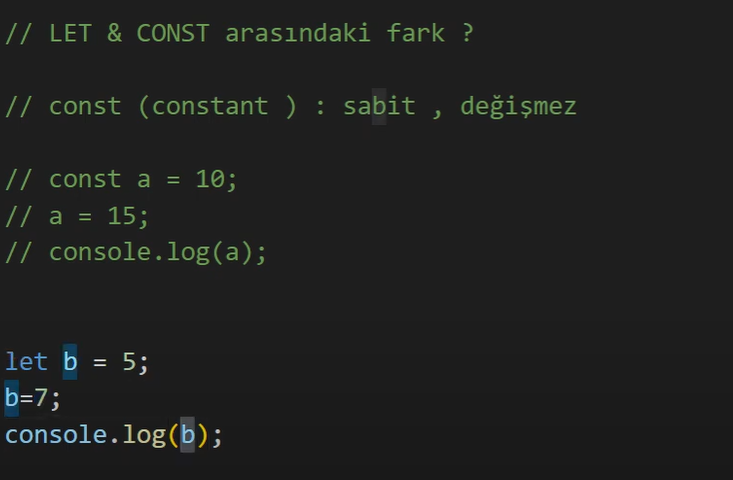 // LET & CONST arasındaki fark ?
// const (constant ) : sabit , değişmez
// const a = 10;
// a = 15;
// console.log(a);
let b = 5;
b=7;
console.log(b);